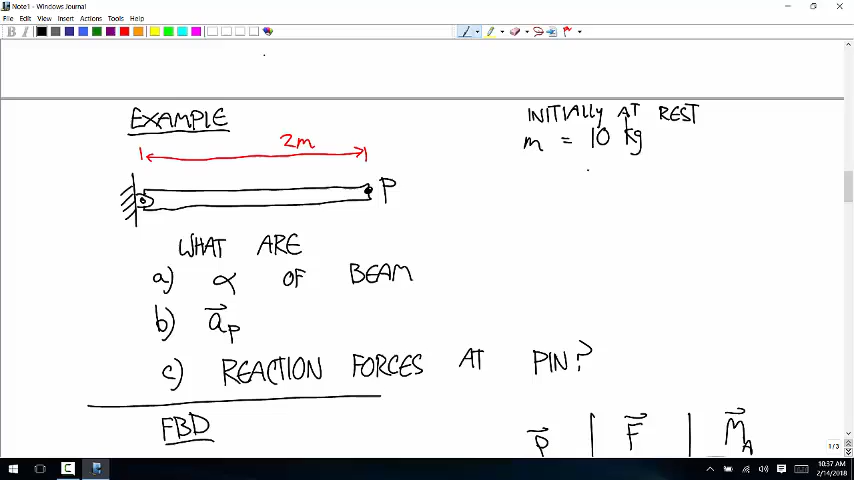 Note1 - Windows Journal
File Edit View Insert Actions Tools Help
B I
EXAMPLE
INITIALLY AT REST
m = 10 kg
2m
P
WHAT ARE
a) α OF BEAM
b) a⃗P
c) REACTION FORCES AT PIN?
FBD
P⃗ | F⃗ | M⃗A
1/3
10:37 AM
2/14/2018